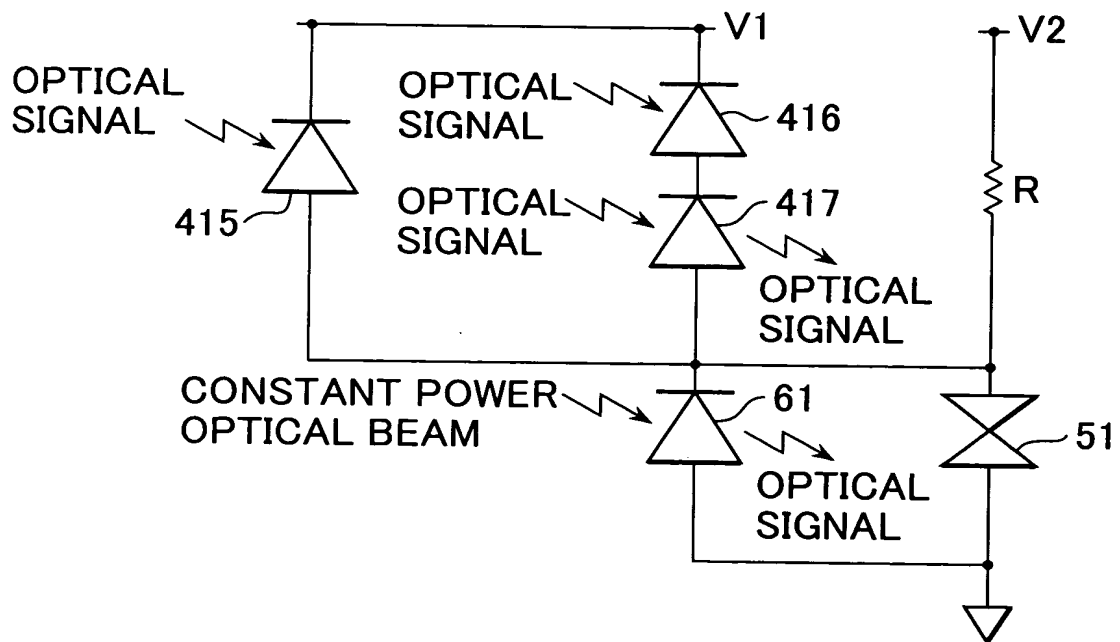 V1
V2
OPTICAL
SIGNAL
OPTICAL
SIGNAL
416
R
415
OPTICAL
SIGNAL
417
OPTICAL
SIGNAL
CONSTANT POWER
OPTICAL BEAM
61
51
OPTICAL
SIGNAL